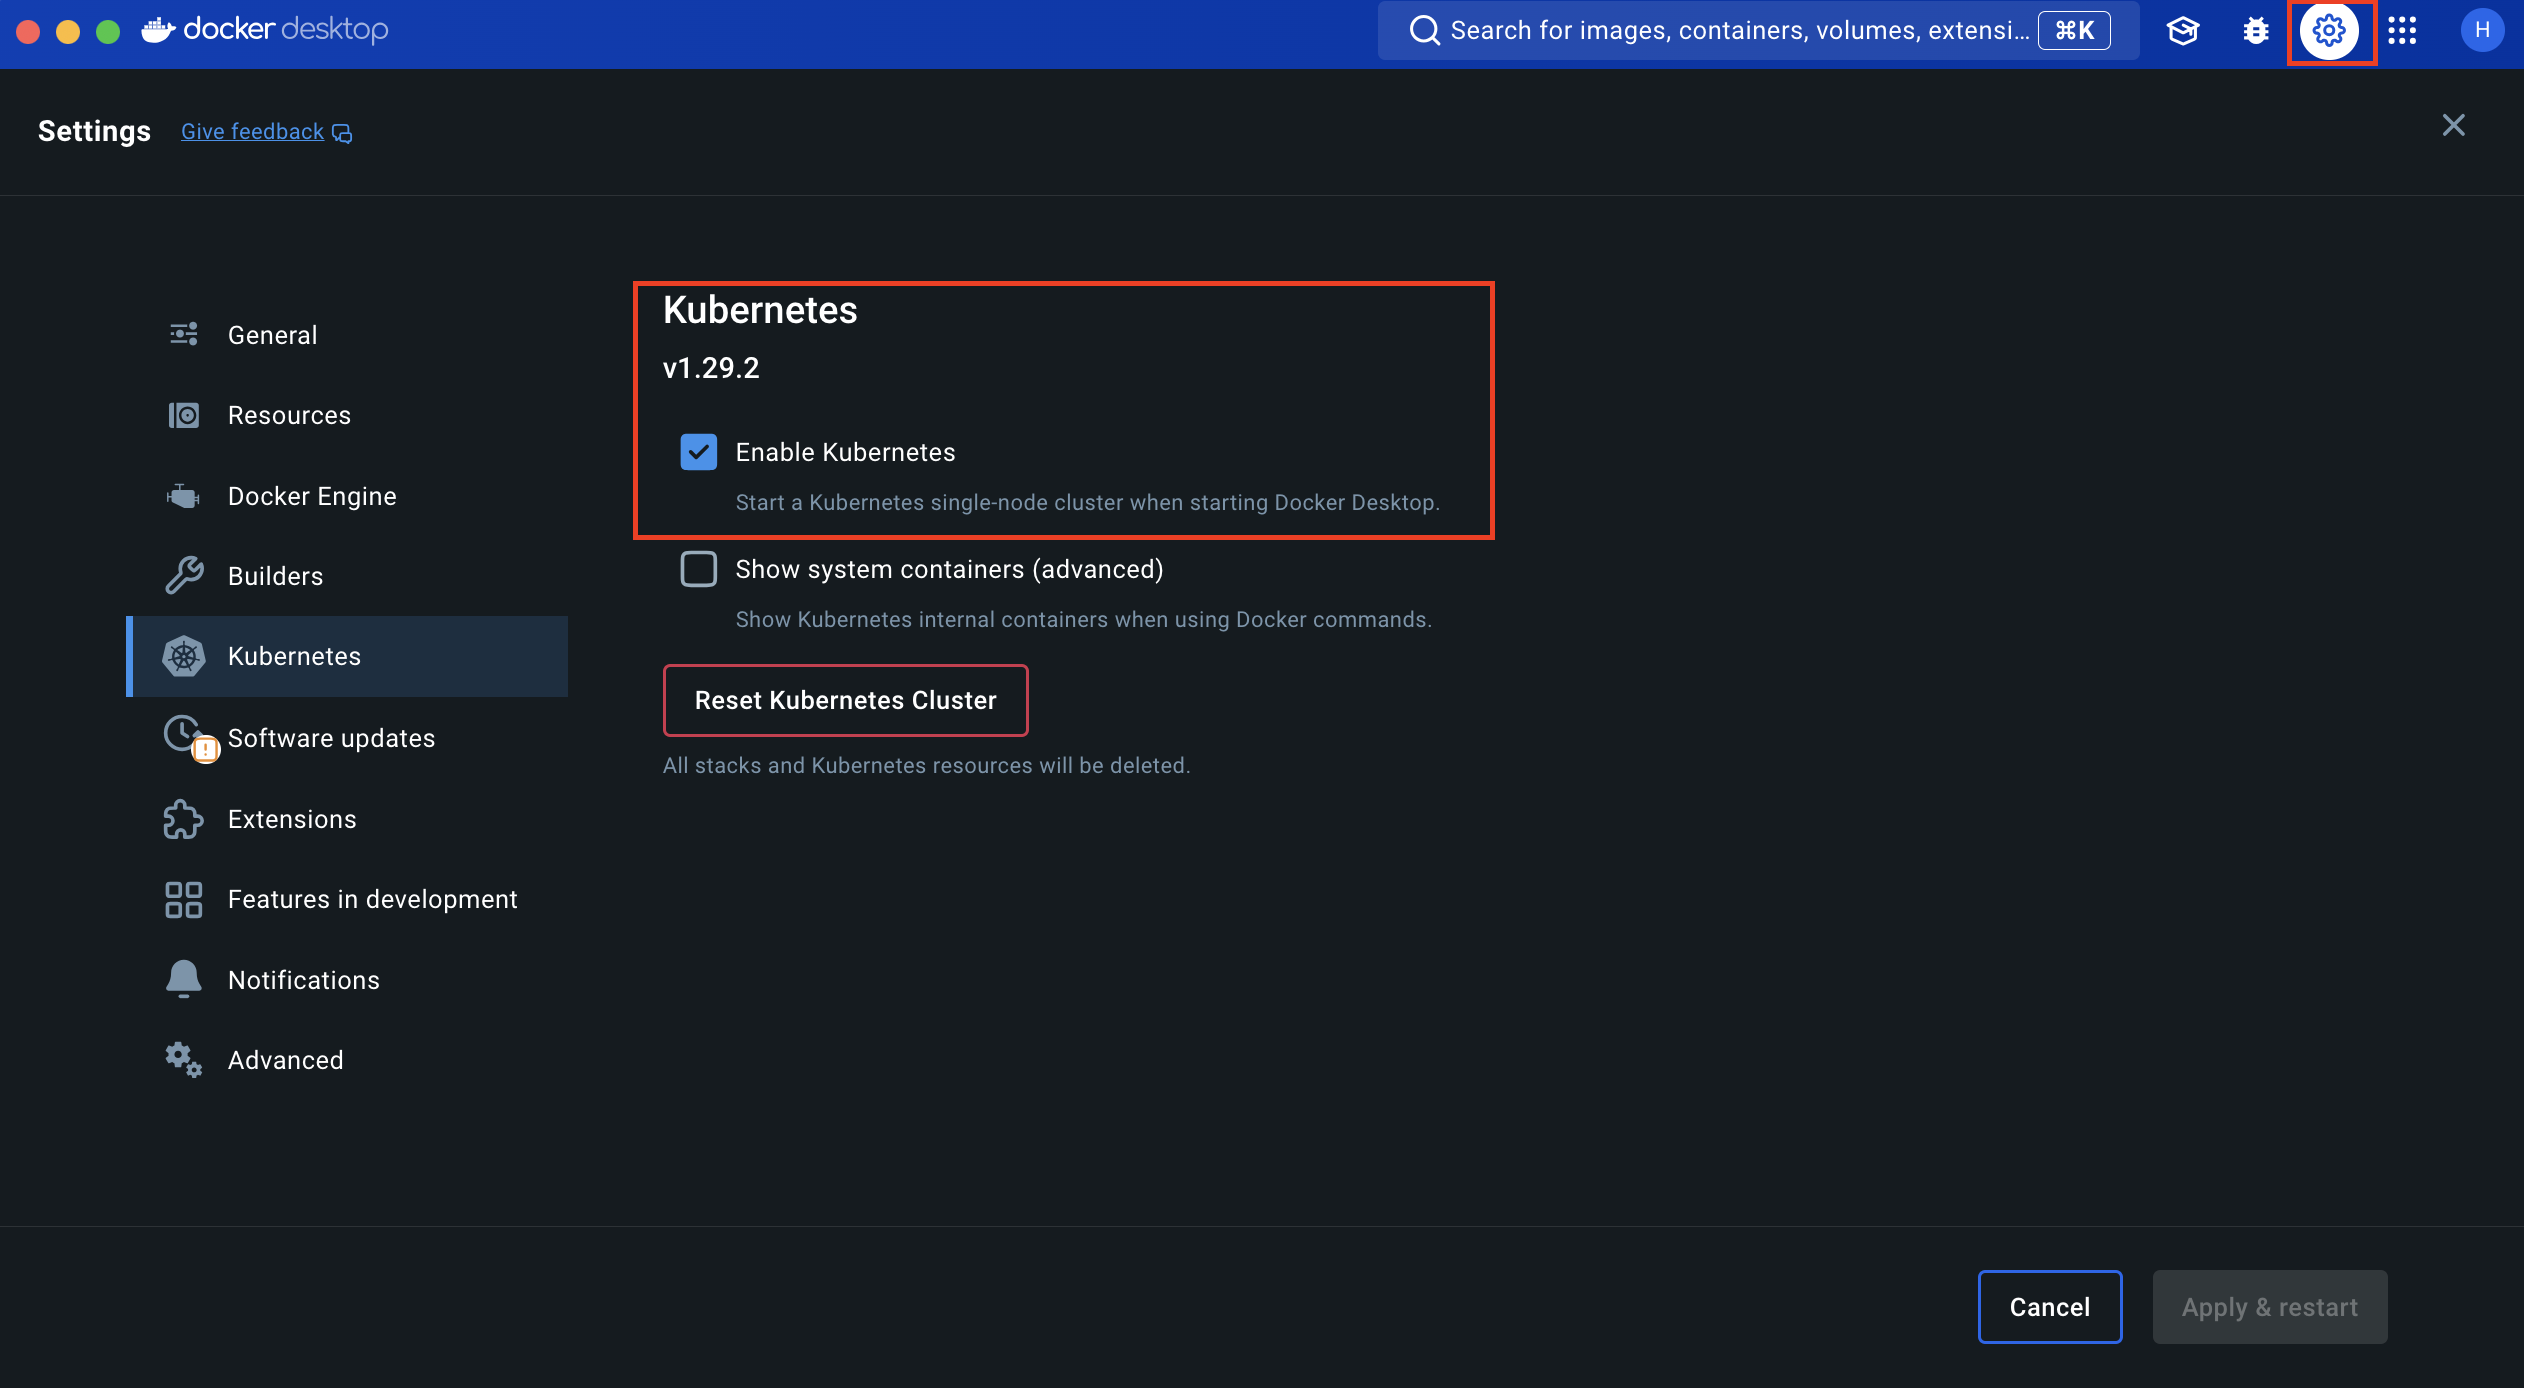 docker desktop
Search for images, containers, volumes, extensi... ⌘K
H
Settings Give feedback
General
Resources
Docker Engine
Builders
Kubernetes
Software updates
Extensions
Features in development
Notifications
Advanced
Kubernetes
v1.29.2
Enable Kubernetes
Start a Kubernetes single-node cluster when starting Docker Desktop.
Show system containers (advanced)
Show Kubernetes internal containers when using Docker commands.
Reset Kubernetes Cluster
All stacks and Kubernetes resources will be deleted.
Cancel Apply & restart